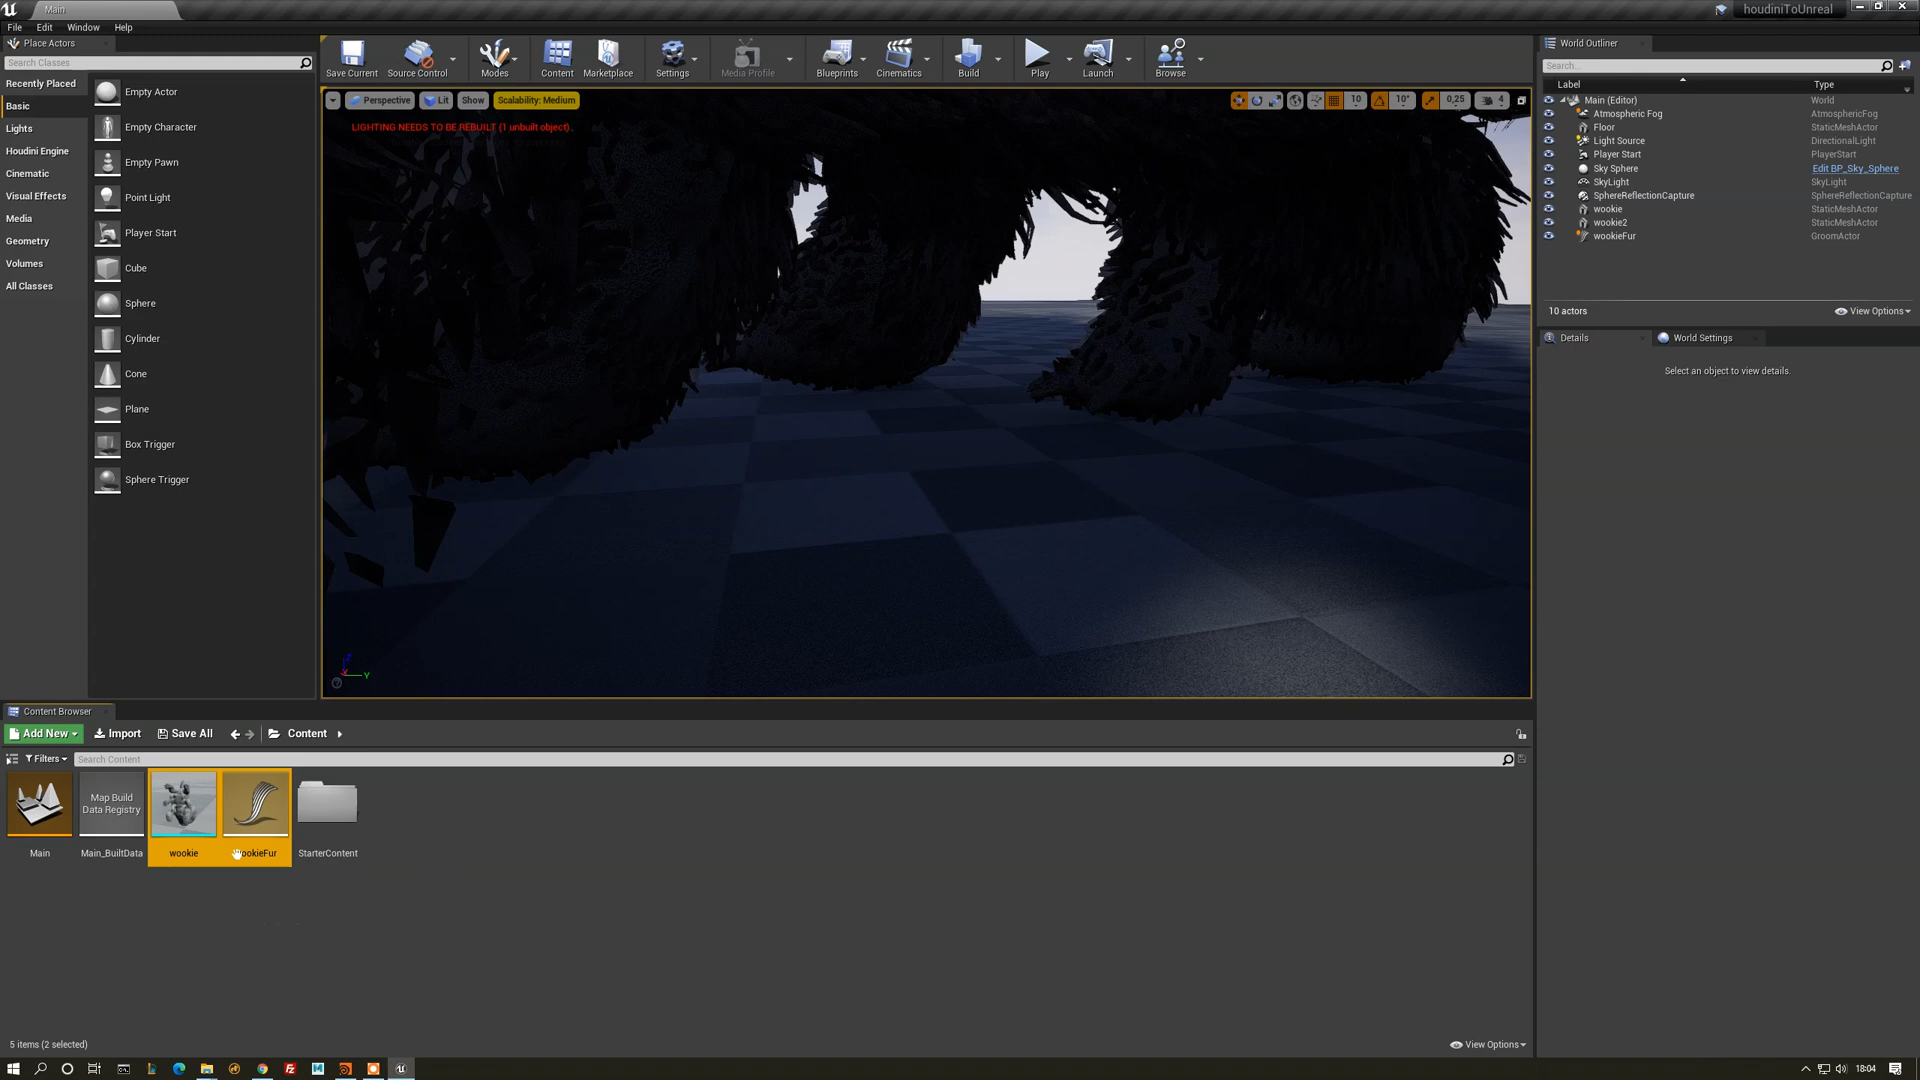 Main
houdiniToUnreal
File Edit Window Help
Place Actors
Search Classes
Recently Placed
Basic
Lights
Houdini Engine
Cinematic
Visual Effects
Media
Geometry
Volumes
All Classes
Empty Actor
Empty Character
Empty Pawn
Point Light
Player Start
Cube
Sphere
Cylinder
Cone
Plane
Box Trigger
Sphere Trigger
Save Current Source Control Modes Content Marketplace Settings Media Profile Blueprints Cinematics Build Play Launch Browse
Perspective Lit Show Scalability: Medium 10 10° 0,25 4
LIGHTING NEEDS TO BE REBUILT (1 unbuilt object)
Z
Y
World Outliner
Search...
Label Type
Main (Editor) World
Atmospheric Fog AtmosphericFog
Floor StaticMeshActor
Light Source DirectionalLight
Player Start PlayerStart
Sky Sphere Edit BP_Sky_Sphere
SkyLight SkyLight
SphereReflectionCapture SphereReflectionCapture
wookie StaticMeshActor
wookie2 StaticMeshActor
wookieFur GroomActor
10 actors View Options
Details World Settings
Select an object to view details.
Content Browser
Add New Import Save All Content
Filters Search Content
Map Build
Data Registry
Main Main_BuiltData wookie ookieFur StarterContent
5 items (2 selected) View Options
18:04